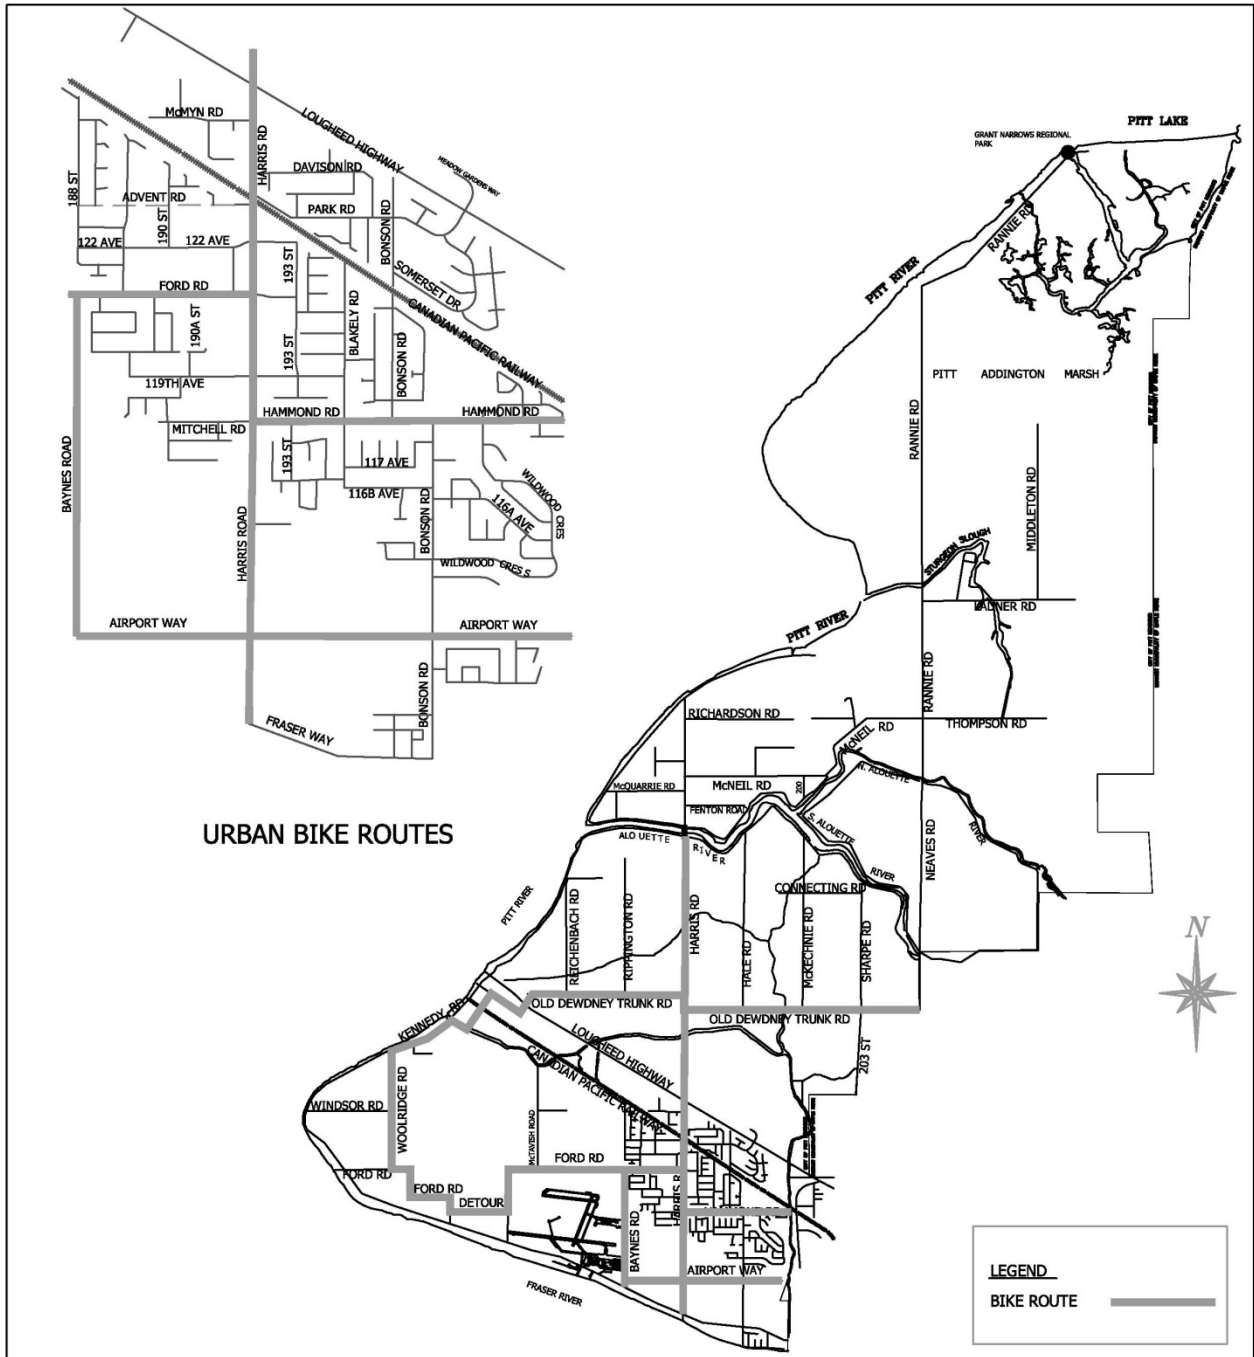 McMYN RD
HARRIS RD
LOUGHEED HIGHWAY
MEADOW GARDENS WAY
DAVISON RD
188 ST
ADVENT RD
190 ST
PARK RD
BONSON RD
122 AVE
122 AVE
193 ST
SOMERSET DR
FORD RD
CANADIAN PACIFIC RAILWAY
190A ST
193 ST
BLAKELY RD
BONSON RD
119TH AVE
HAMMOND RD
HAMMOND RD
MITCHELL RD
193 ST
117 AVE
116B AVE
116A AVE
WILDWOOD CRES
BAYNES ROAD
HARRIS ROAD
BONSON RD
WILDWOOD CRES S
AIRPORT WAY
AIRPORT WAY
BONSON RD
FRASER WAY
URBAN BIKE ROUTES
PITT LAKE
GRANT NARROWS REGIONAL
PARK
RANNIE RD
PITT RIVER
PITT ADDINGTON MARSH
RANNIE RD
MIDDLETON RD
STURGEON SLOUGH
LADNER RD
PITT RIVER
RANNIE RD
RICHARDSON RD
THOMPSON RD
McNEIL RD
N. ALOUETTE
RIVER
McQUARRIE RD
McNEIL RD
200
FENTON ROAD
S. ALOUETTE
RIVER
ALOUETTE
RIVER
NEAVES RD
CONNECTING RD
PITT RIVER
REICHENBACH RD
RIPPINGTON RD
HARRIS RD
HALE RD
McKECHNIE RD
SHARPE RD
OLD DEWDNEY TRUNK RD
OLD DEWDNEY TRUNK RD
N
KENNEDY RD
LOUGHEED HIGHWAY
CANADIAN PACIFIC RAILWAY
203 ST
WINDSOR RD
WOOLRIDGE RD
McTAVISH ROAD
FORD RD
FORD RD
FORD RD
DETOUR
BAYNES RD
HARRIS R
AIRPORT WAY
FRASER RIVER
LEGEND
BIKE ROUTE